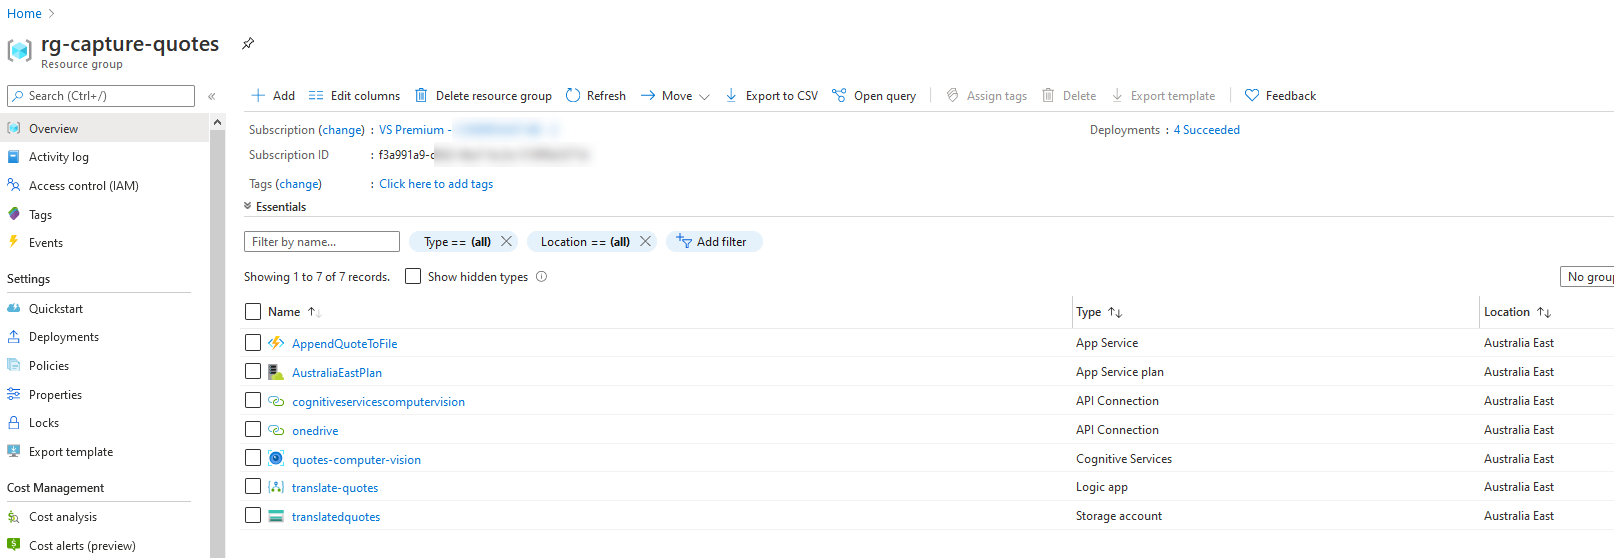 Home >
rg-capture-quotes
Resource group
Search (Ctrl+/) «
Overview
Activity log
Access control (IAM)
Tags
Events
Settings
Quickstart
Deployments
Policies
Properties
Locks
Export template
Cost Management
Cost analysis
Cost alerts (preview)
Add Edit columns Delete resource group Refresh Move Export to CSV Open query Assign tags Delete Export template Feedback
Subscription (change) : VS Premium - Deployments : 4 Succeeded
Subscription ID : f3a991a9-
Tags (change) : Click here to add tags
Essentials
Filter by name... Type == (all) Location == (all) Add filter
Showing 1 to 7 of 7 records. Show hidden types No grou
Name ↑↓ Type ↑↓ Location ↑↓
AppendQuoteToFile App Service Australia East
AustraliaEastPlan App Service plan Australia East
cognitiveservicescomputervision API Connection Australia East
onedrive API Connection Australia East
quotes-computer-vision Cognitive Services Australia East
translate-quotes Logic app Australia East
translatedquotes Storage account Australia East